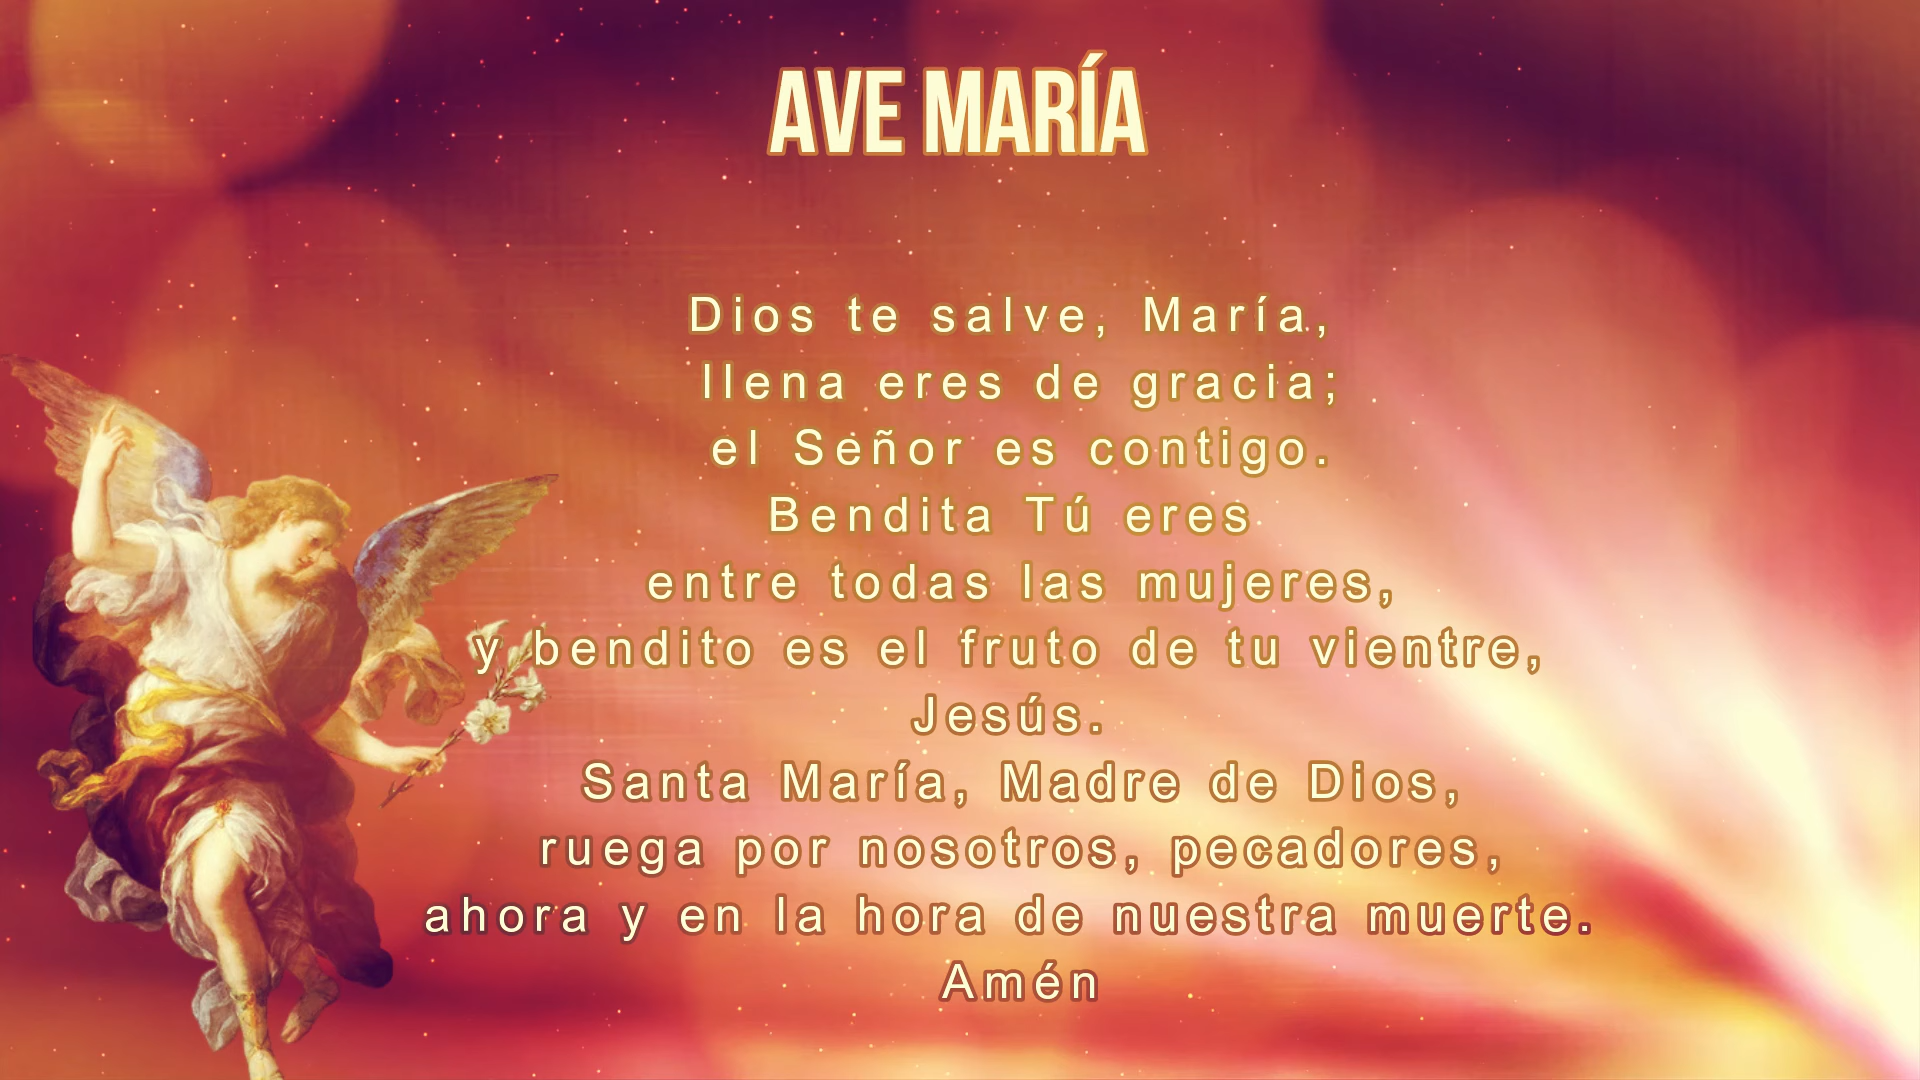 AVE MARÍA
Dios te salve, María,
llena eres de gracia;
el Señor es contigo.
Bendita Tú eres
entre todas las mujeres,
y bendito es el fruto de tu vientre,
Jesús.
Santa María, Madre de Dios,
ruega por nosotros, pecadores,
ahora y en la hora de nuestra muerte.
Amén